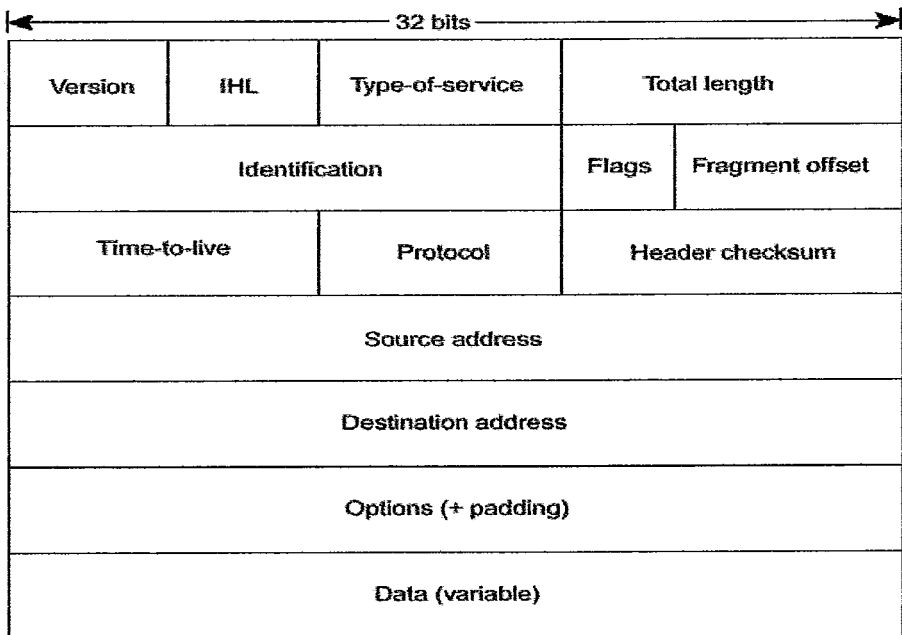 32 bits
Version IHL Type-of-service Total length
Identification Flags Fragment offset
Time-to-live Protocol Header checksum
Source address
Destination address
Options (+ padding)
Data (variable)